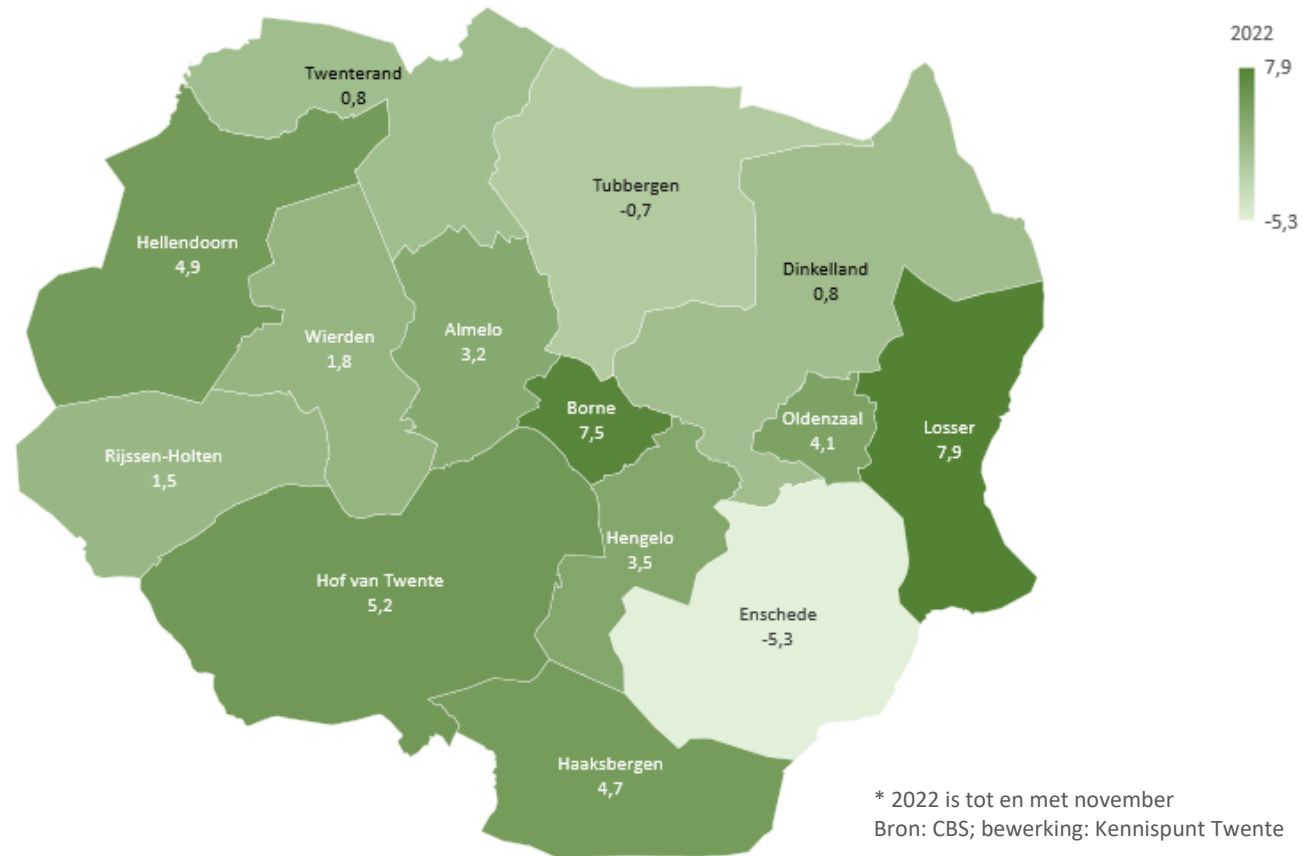 2022
7,9
-5,3
Twenterand
0,8
Tubbergen
-0,7
Hellendoorn
4,9
Dinkelland
0,8
Wierden
1,8
Almelo
3,2
Borne
7,5
Oldenzaal
4,1
Losser
7,9
Rijssen-Holten
1,5
Hengelo
3,5
Hof van Twente
5,2
Enschede
-5,3
Haaksbergen
4,7
* 2022 is tot en met november
Bron: CBS; bewerking: Kennispunt Twente